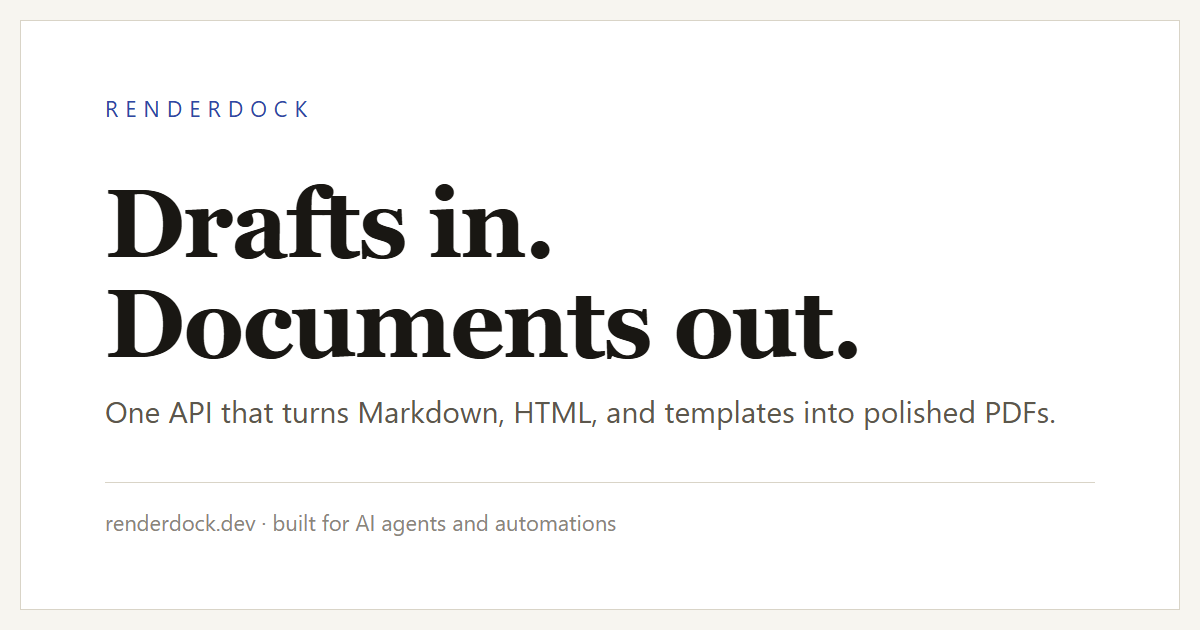 RENDERDOCK
Drafts in.
Documents out.
One API that turns Markdown, HTML, and templates into polished PDFs.
renderdock.dev · built for AI agents and automations